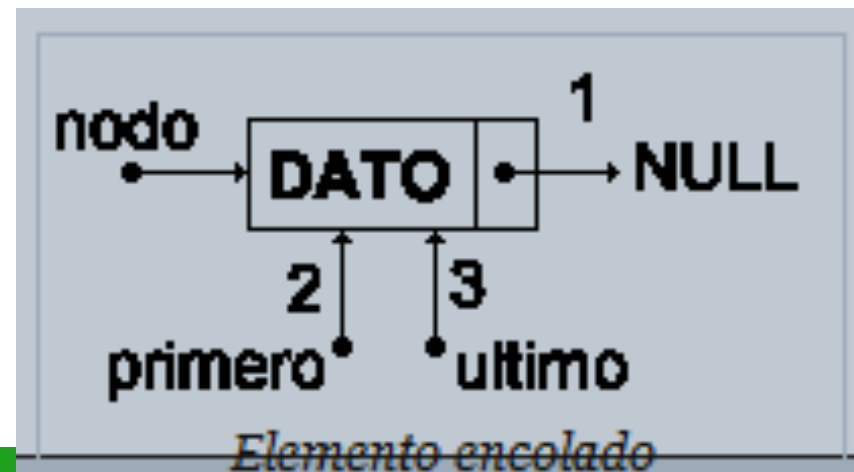 1
nodo
DATO
NULL
2
3
primero
ultimo
Elemento encolado